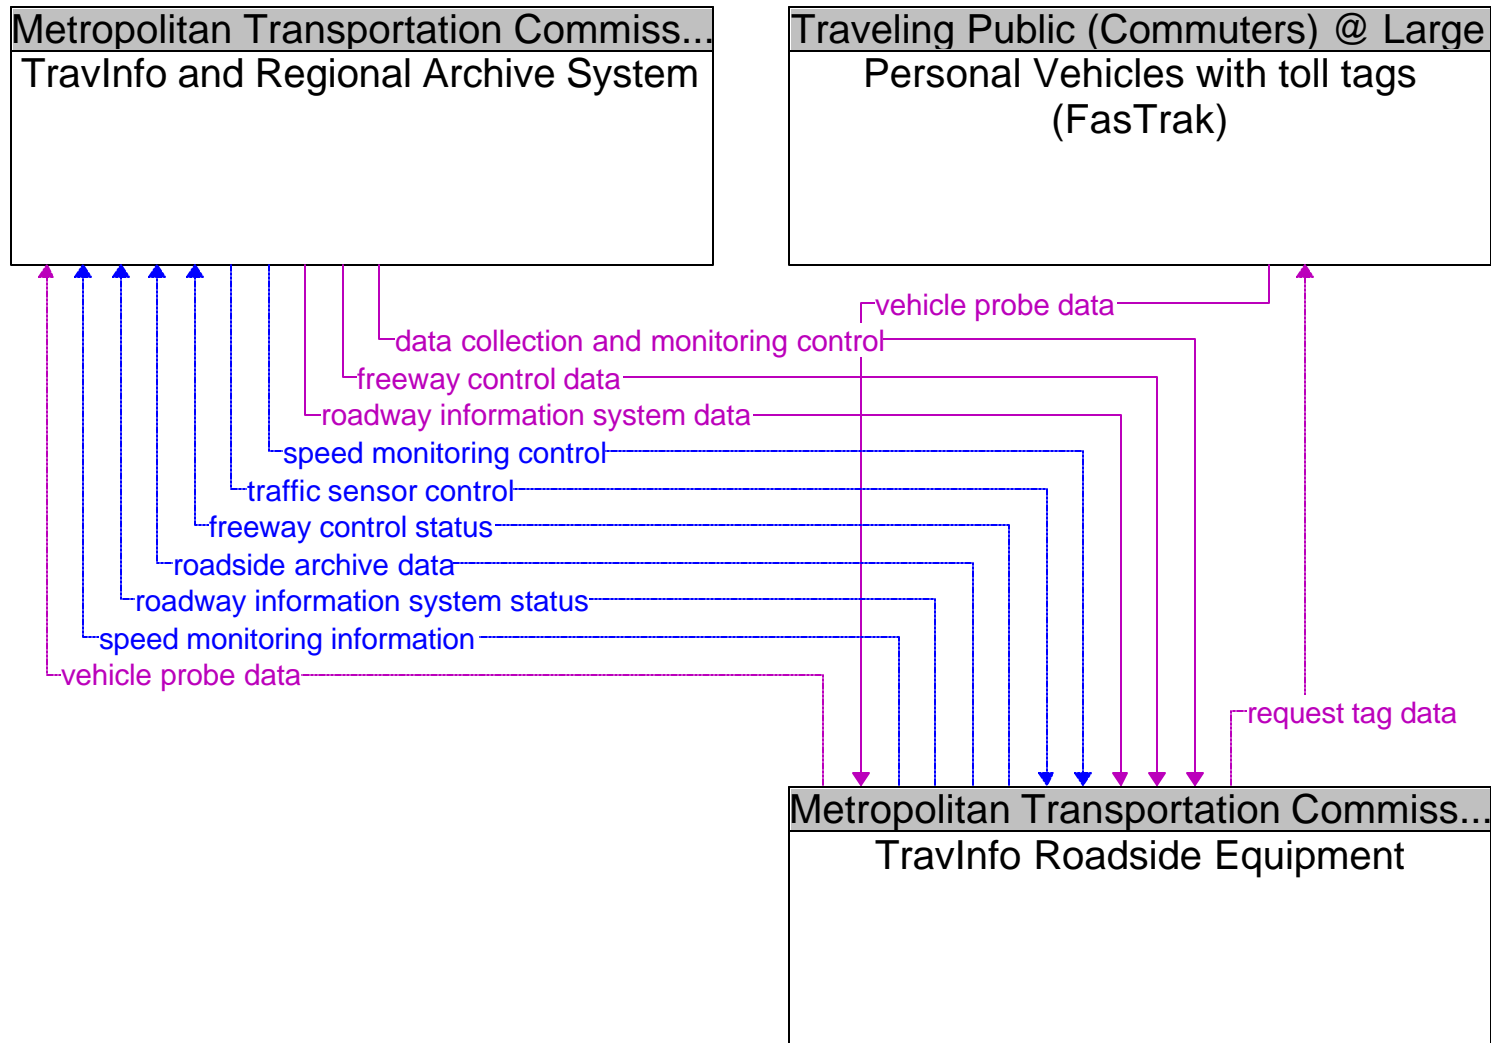 Metropolitan Transportation Commiss...
TravInfo and Regional Archive System
Traveling Public (Commuters) @ Large
Personal Vehicles with toll tags
(FasTrak)
vehicle probe data
data collection and monitoring control
freeway control data
roadway information system data
speed monitoring control
traffic sensor control
freeway control status
roadside archive data
roadway information system status
speed monitoring information
vehicle probe data
request tag data
Metropolitan Transportation Commiss...
TravInfo Roadside Equipment